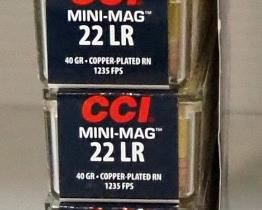 CCI
MINI-MAG™
22 LR
40 GR • COPPER-PLATED RN
1235 FPS
CCI
MINI-MAG™
22 LR
40 GR • COPPER-PLATED RN
1235 FPS